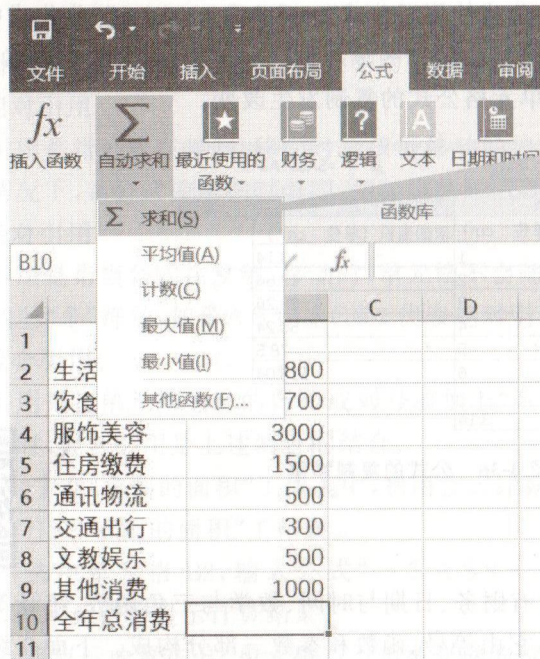 文件 开始 插入 页面布局 公式 数据 审阅
fx Σ ? A
插入函数 自动求和 最近使用的函数 财务 逻辑 文本 日期和时间
函数库
Σ 求和(S)
平均值(A)
计数(C)
最大值(M)
最小值(I)
其他函数(F)...
B10 fx
C D
1
2 生活 800
3 饮食 700
4 服饰美容 3000
5 住房缴费 1500
6 通讯物流 500
7 交通出行 300
8 文教娱乐 500
9 其他消费 1000
10 全年总消费
11